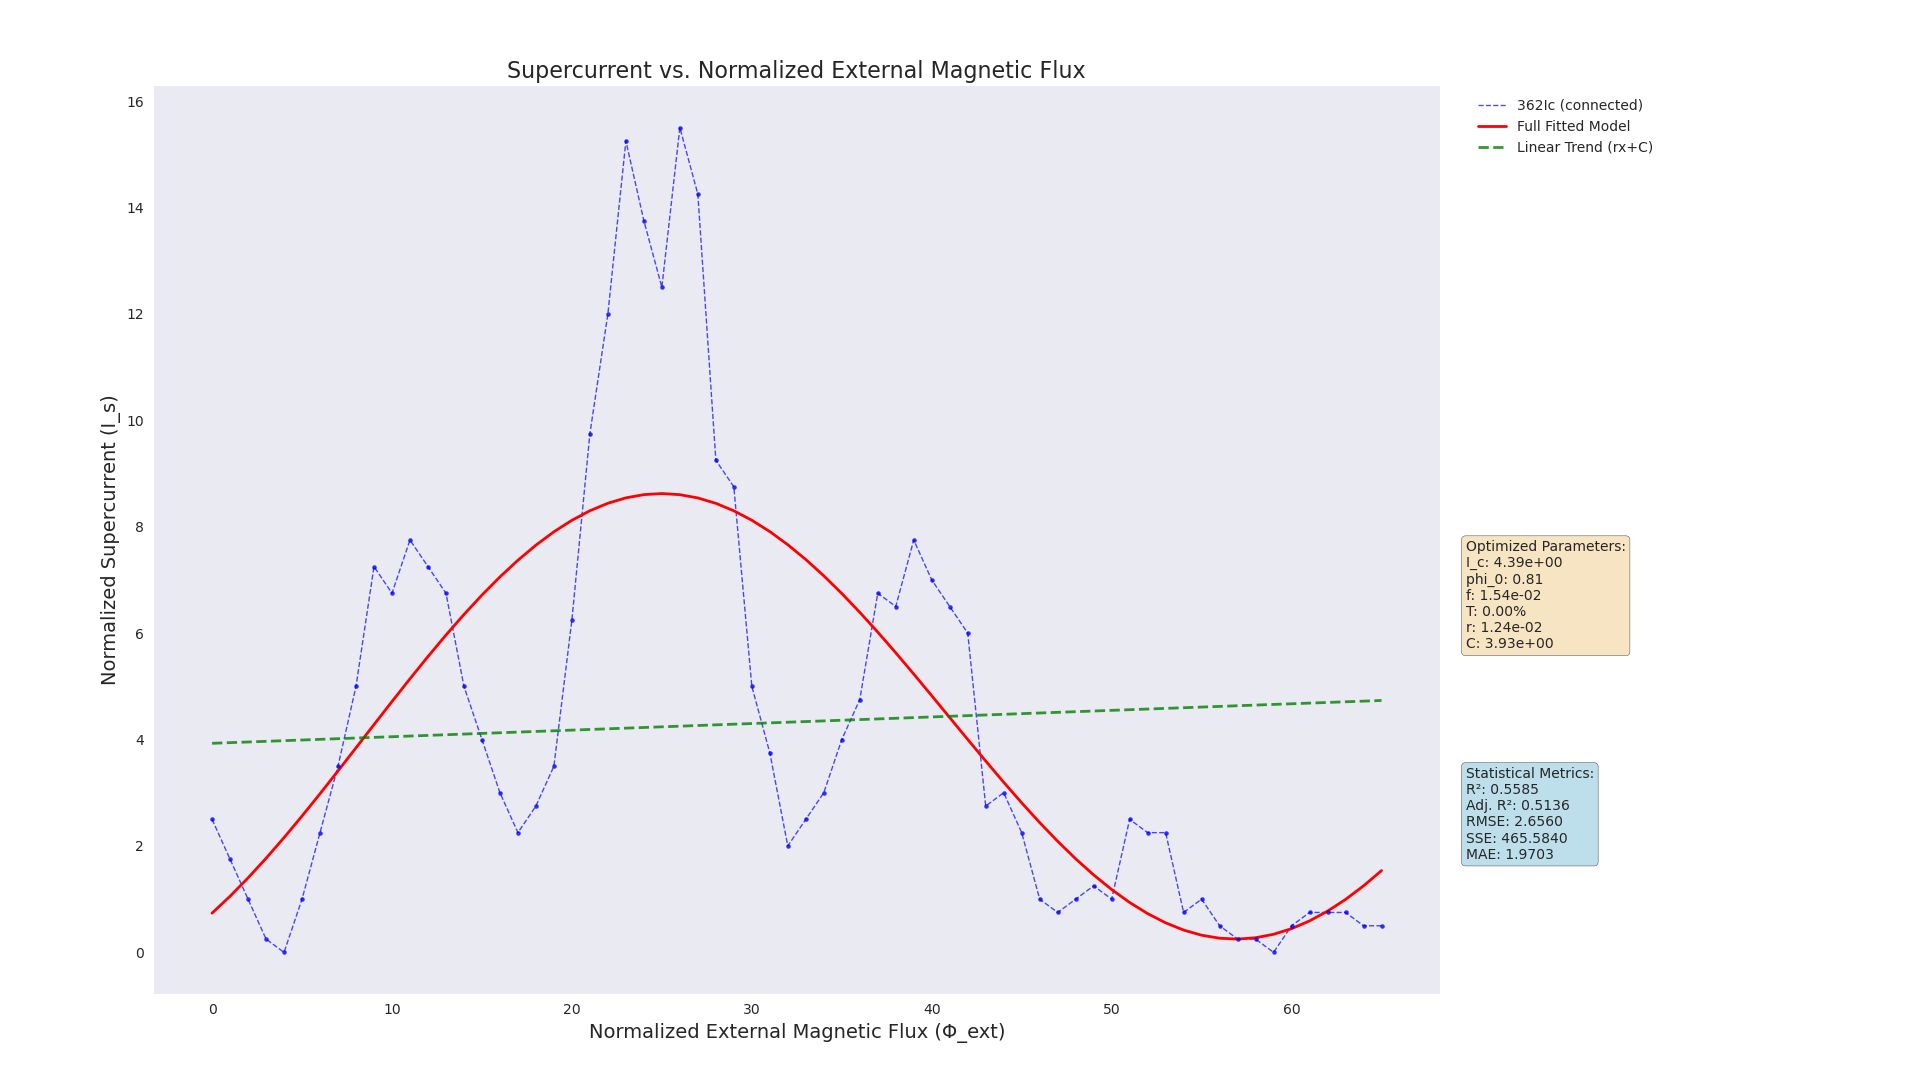 Supercurrent vs. Normalized External Magnetic Flux
16
14
12
10
8
6
4
2
0
Normalized Supercurrent (I_s)
0 10 20 30 40 50 60
Normalized External Magnetic Flux (Φ_ext)
362Ic (connected)
Full Fitted Model
Linear Trend (rx+C)
Optimized Parameters:
I_c: 4.39e+00
phi_0: 0.81
f: 1.54e-02
T: 0.00%
r: 1.24e-02
C: 3.93e+00
Statistical Metrics:
R²: 0.5585
Adj. R²: 0.5136
RMSE: 2.6560
SSE: 465.5840
MAE: 1.9703